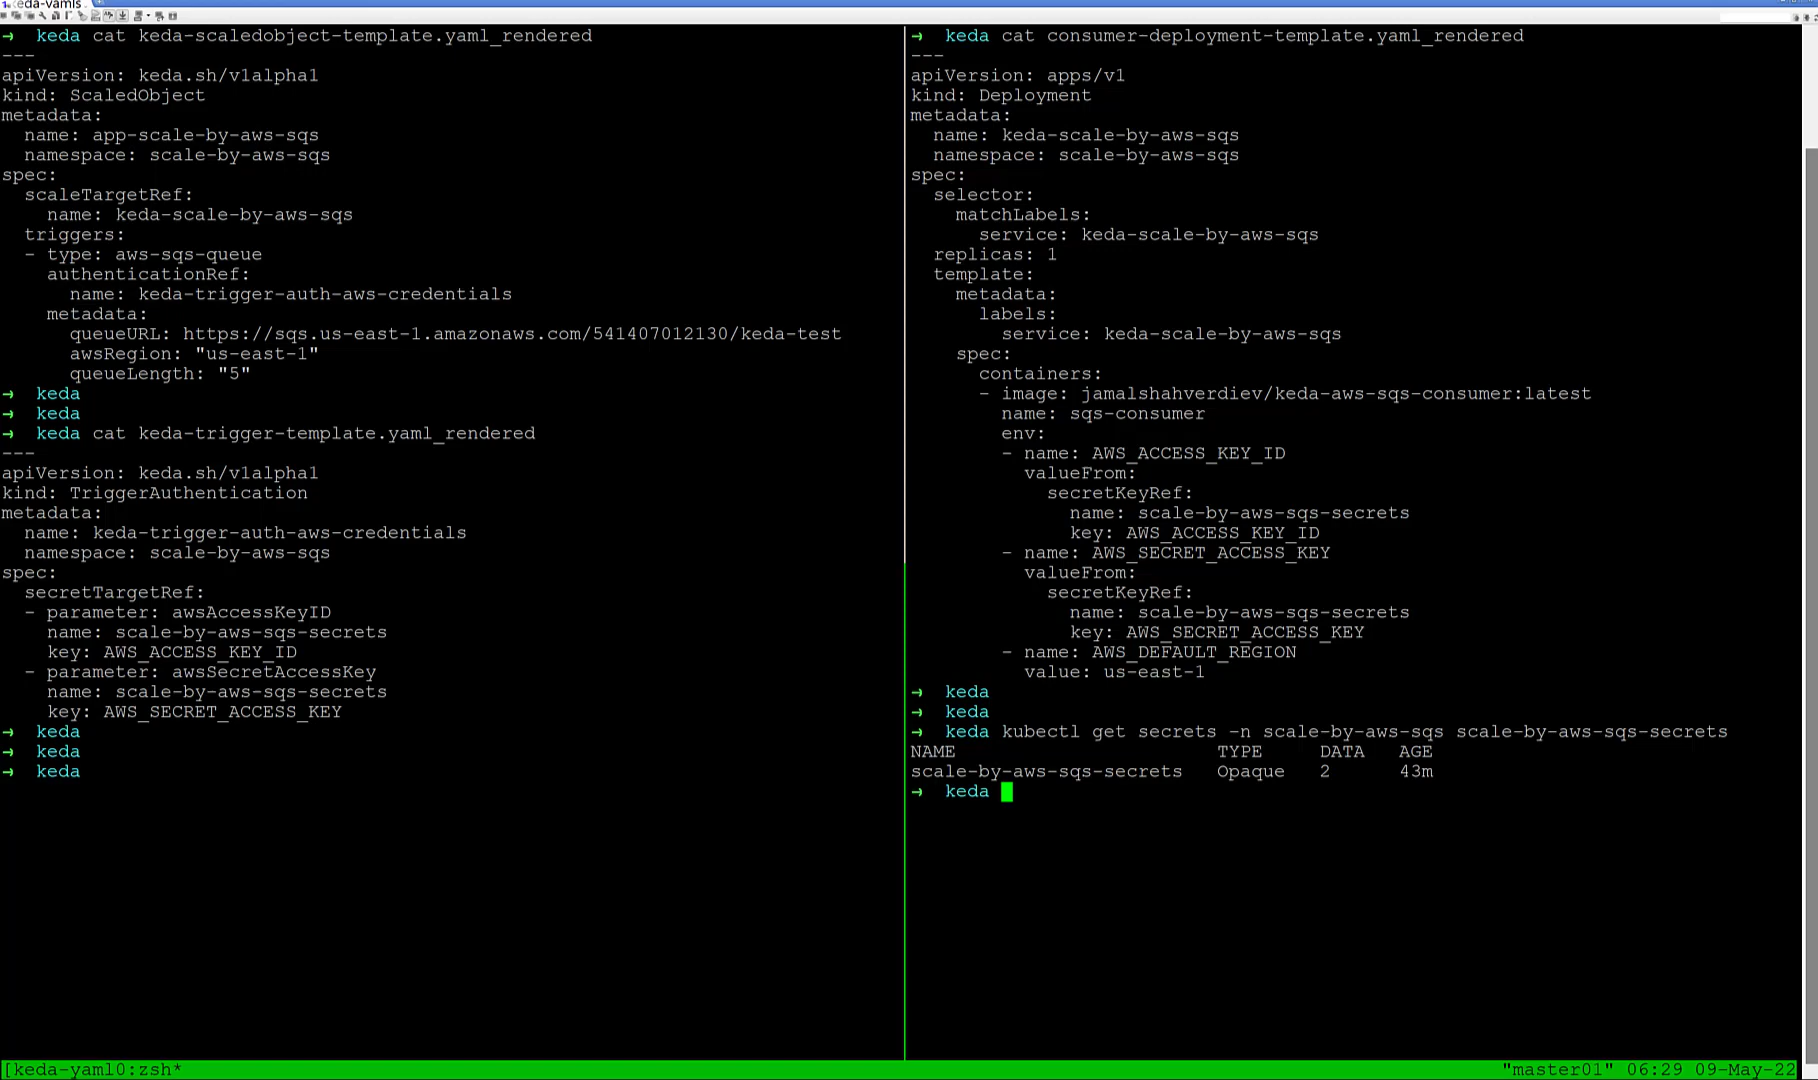 keda-yamls
→ keda cat keda-scaledobject-template.yaml_rendered
---
apiVersion: keda.sh/v1alpha1
kind: ScaledObject
metadata:
  name: app-scale-by-aws-sqs
  namespace: scale-by-aws-sqs
spec:
  scaleTargetRef:
    name: keda-scale-by-aws-sqs
  triggers:
  - type: aws-sqs-queue
    authenticationRef:
      name: keda-trigger-auth-aws-credentials
    metadata:
      queueURL: https://sqs.us-east-1.amazonaws.com/541407012130/keda-test
      awsRegion: "us-east-1"
      queueLength: "5"
→ keda
→ keda
→ keda cat keda-trigger-template.yaml_rendered
---
apiVersion: keda.sh/v1alpha1
kind: TriggerAuthentication
metadata:
  name: keda-trigger-auth-aws-credentials
  namespace: scale-by-aws-sqs
spec:
  secretTargetRef:
  - parameter: awsAccessKeyID
    name: scale-by-aws-sqs-secrets
    key: AWS_ACCESS_KEY_ID
  - parameter: awsSecretAccessKey
    name: scale-by-aws-sqs-secrets
    key: AWS_SECRET_ACCESS_KEY
→ keda
→ keda
→ keda
→ keda cat consumer-deployment-template.yaml_rendered
---
apiVersion: apps/v1
kind: Deployment
metadata:
  name: keda-scale-by-aws-sqs
  namespace: scale-by-aws-sqs
spec:
  selector:
    matchLabels:
      service: keda-scale-by-aws-sqs
  replicas: 1
  template:
    metadata:
      labels:
        service: keda-scale-by-aws-sqs
    spec:
      containers:
      - image: jamalshahverdiev/keda-aws-sqs-consumer:latest
        name: sqs-consumer
        env:
        - name: AWS_ACCESS_KEY_ID
          valueFrom:
            secretKeyRef:
              name: scale-by-aws-sqs-secrets
              key: AWS_ACCESS_KEY_ID
        - name: AWS_SECRET_ACCESS_KEY
          valueFrom:
            secretKeyRef:
              name: scale-by-aws-sqs-secrets
              key: AWS_SECRET_ACCESS_KEY
        - name: AWS_DEFAULT_REGION
          value: us-east-1
→ keda
→ keda
→ keda kubectl get secrets -n scale-by-aws-sqs scale-by-aws-sqs-secrets
NAME TYPE DATA AGE
scale-by-aws-sqs-secrets Opaque 2 43m
→ keda
[keda-yaml0:zsh* "master01" 06:29 09-May-22